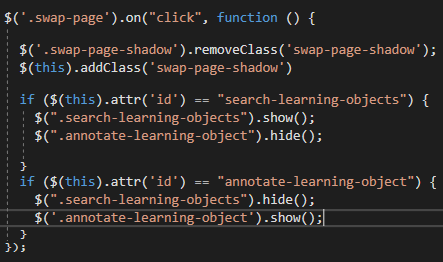 $('.swap-page').on("click", function () {
$('.swap-page-shadow').removeClass('swap-page-shadow');
$(this).addClass('swap-page-shadow')
if ($(this).attr('id') == "search-learning-objects") {
$(".search-learning-objects").show();
$(".annotate-learning-object").hide();
}
if ($(this).attr('id') == "annotate-learning-object") {
$(".search-learning-objects").hide();
$('.annotate-learning-object').show();
}
});